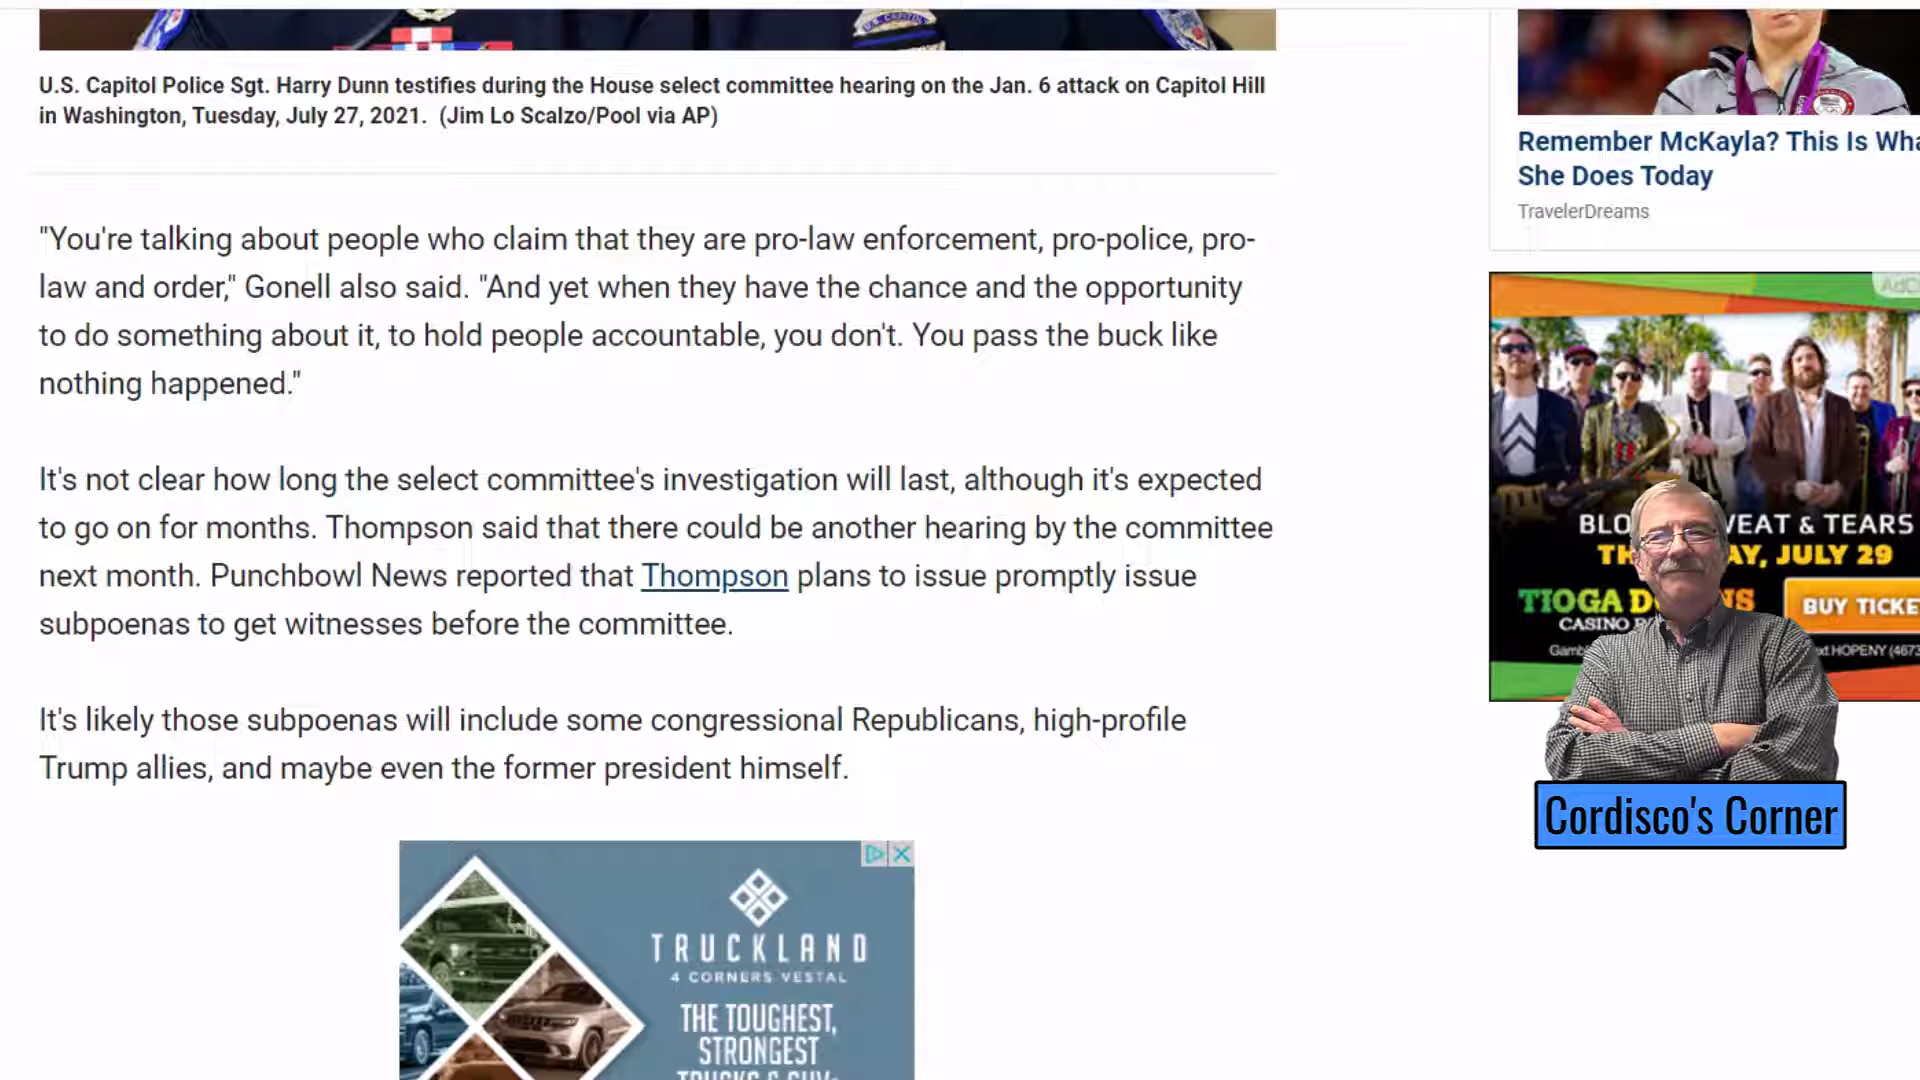 U.S. CAPITOL
U.S. Capitol Police Sgt. Harry Dunn testifies during the House select committee hearing on the Jan. 6 attack on Capitol Hill
in Washington, Tuesday, July 27, 2021.  (Jim Lo Scalzo/Pool via AP)
"You're talking about people who claim that they are pro-law enforcement, pro-police, pro-
law and order," Gonell also said. "And yet when they have the chance and the opportunity
to do something about it, to hold people accountable, you don't. You pass the buck like
nothing happened."
It's not clear how long the select committee's investigation will last, although it's expected
to go on for months. Thompson said that there could be another hearing by the committee
next month. Punchbowl News reported that Thompson plans to issue promptly issue
subpoenas to get witnesses before the committee.
It's likely those subpoenas will include some congressional Republicans, high-profile
Trump allies, and maybe even the former president himself.
TRUCKLAND
4 CORNERS VESTAL
THE TOUGHEST,
STRONGEST
Remember McKayla? This Is Wha
She Does Today
TravelerDreams
AdC
BLO WEAT & TEARS
TH AY, JULY 29
TIOGA D NS
CASINO R
BUY TICKE
Gamb xt HOPENY (4673
Cordisco's Corner